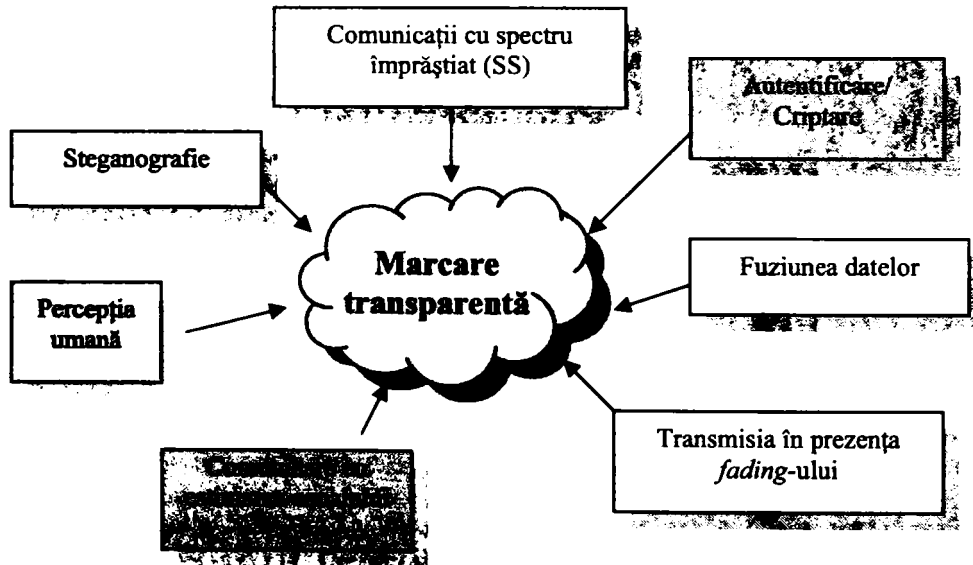 Comunicații cu spectru
împrăștiat (SS)
Autentificare/
Criptare
Steganografie
Marcare
transparentă
Fuziunea datelor
Percepția
umană
Transmisia în prezența
fading-ului